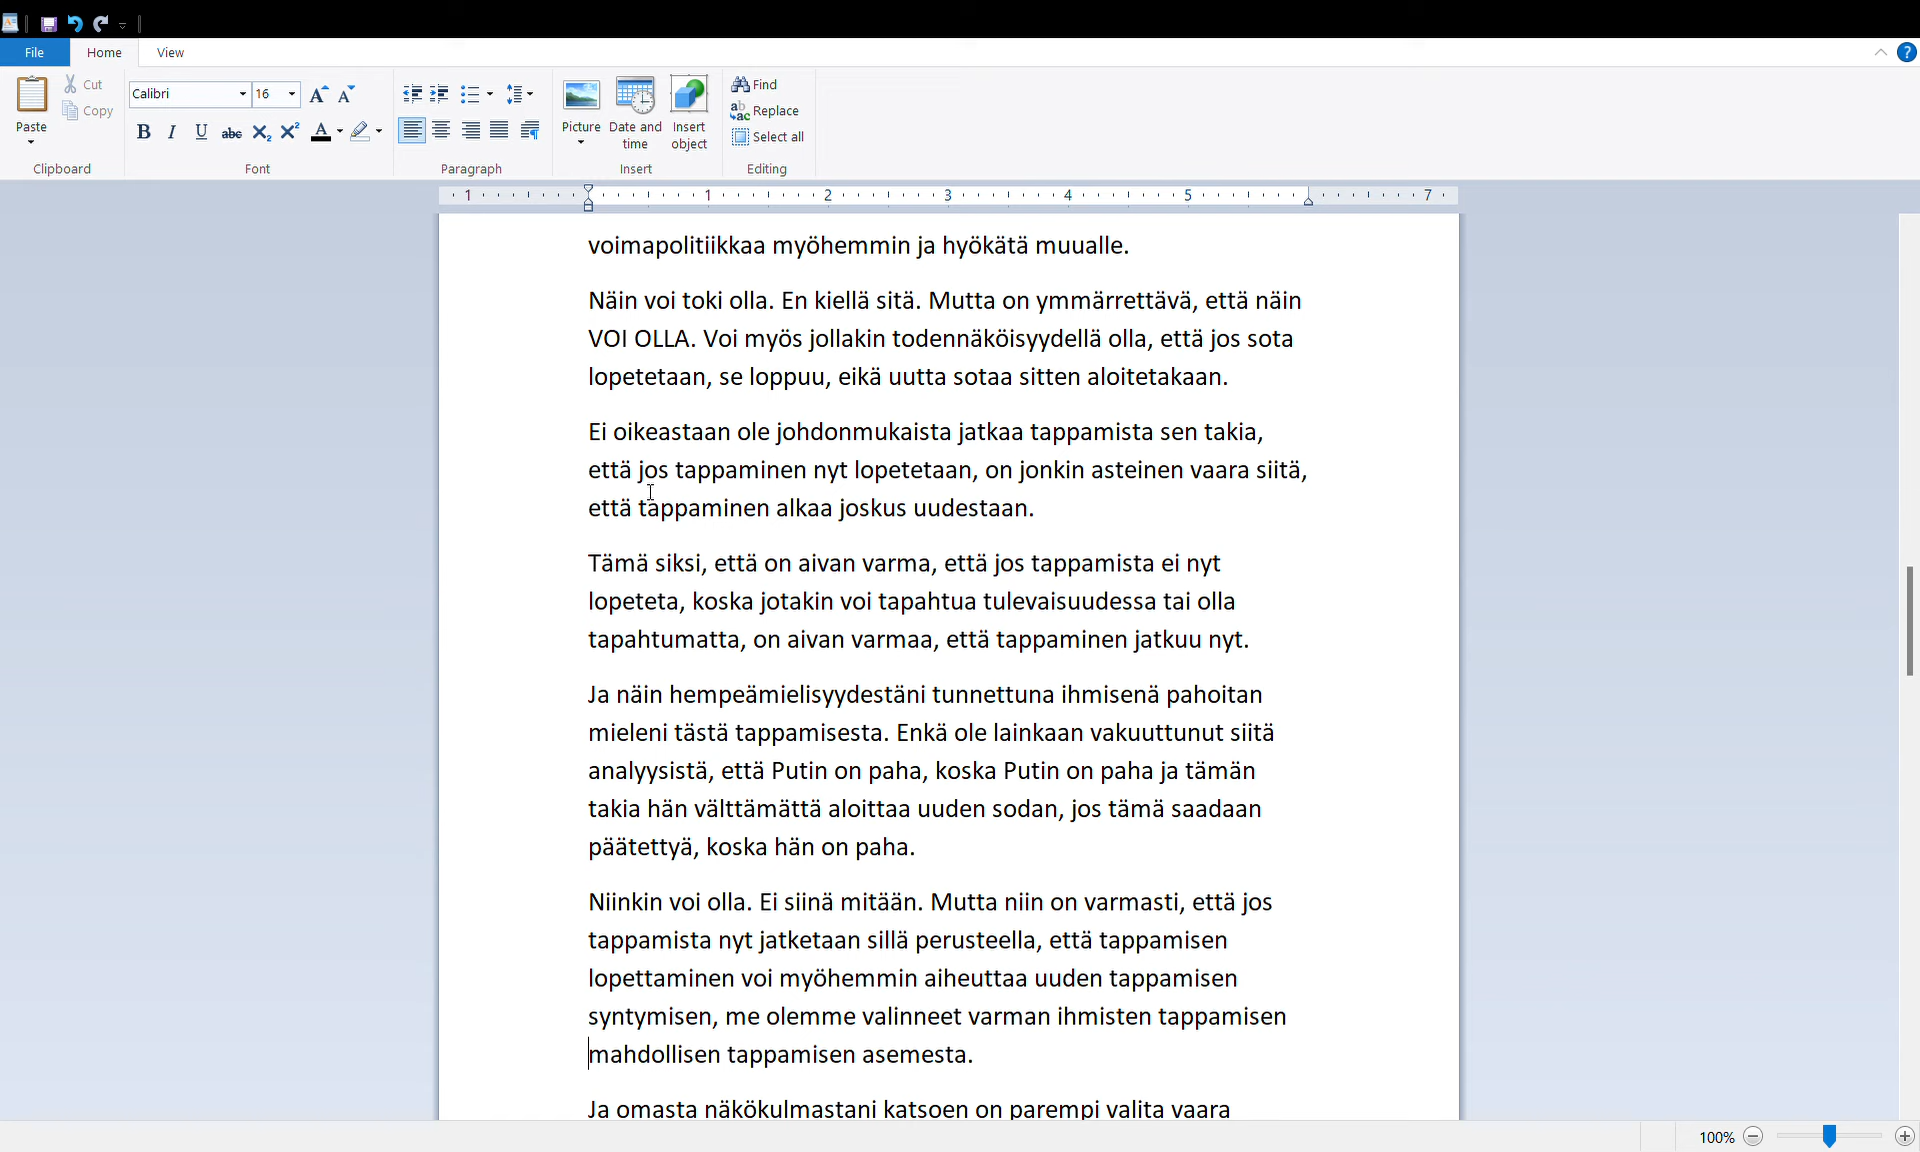 File Home View
Calibri 16
Paste Cut Copy
B I U abc X₂ X² A
Picture Date and time Insert object
Find
Replace
Select all
Clipboard Font Paragraph Insert Editing
1 1 2 3 4 5 7
voimapolitiikkaa myöhemmin ja hyökätä muualle.
Näin voi toki olla. En kiellä sitä. Mutta on ymmärrettävä, että näin
VOI OLLA. Voi myös jollakin todennäköisyydellä olla, että jos sota
lopetetaan, se loppuu, eikä uutta sotaa sitten aloitetakaan.
Ei oikeastaan ole johdonmukaista jatkaa tappamista sen takia,
että jos tappaminen nyt lopetetaan, on jonkin asteinen vaara siitä,
että tappaminen alkaa joskus uudestaan.
Tämä siksi, että on aivan varma, että jos tappamista ei nyt
lopeteta, koska jotakin voi tapahtua tulevaisuudessa tai olla
tapahtumatta, on aivan varmaa, että tappaminen jatkuu nyt.
Ja näin hempeämielisyydestäni tunnettuna ihmisenä pahoitan
mieleni tästä tappamisesta. Enkä ole lainkaan vakuuttunut siitä
analyysistä, että Putin on paha, koska Putin on paha ja tämän
takia hän välttämättä aloittaa uuden sodan, jos tämä saadaan
päätettyä, koska hän on paha.
Niinkin voi olla. Ei siinä mitään. Mutta niin on varmasti, että jos
tappamista nyt jatketaan sillä perusteella, että tappamisen
lopettaminen voi myöhemmin aiheuttaa uuden tappamisen
syntymisen, me olemme valinneet varman ihmisten tappamisen
mahdollisen tappamisen asemesta.
Ja omasta näkökulmastani katsoen on parempi valita vaara
100%